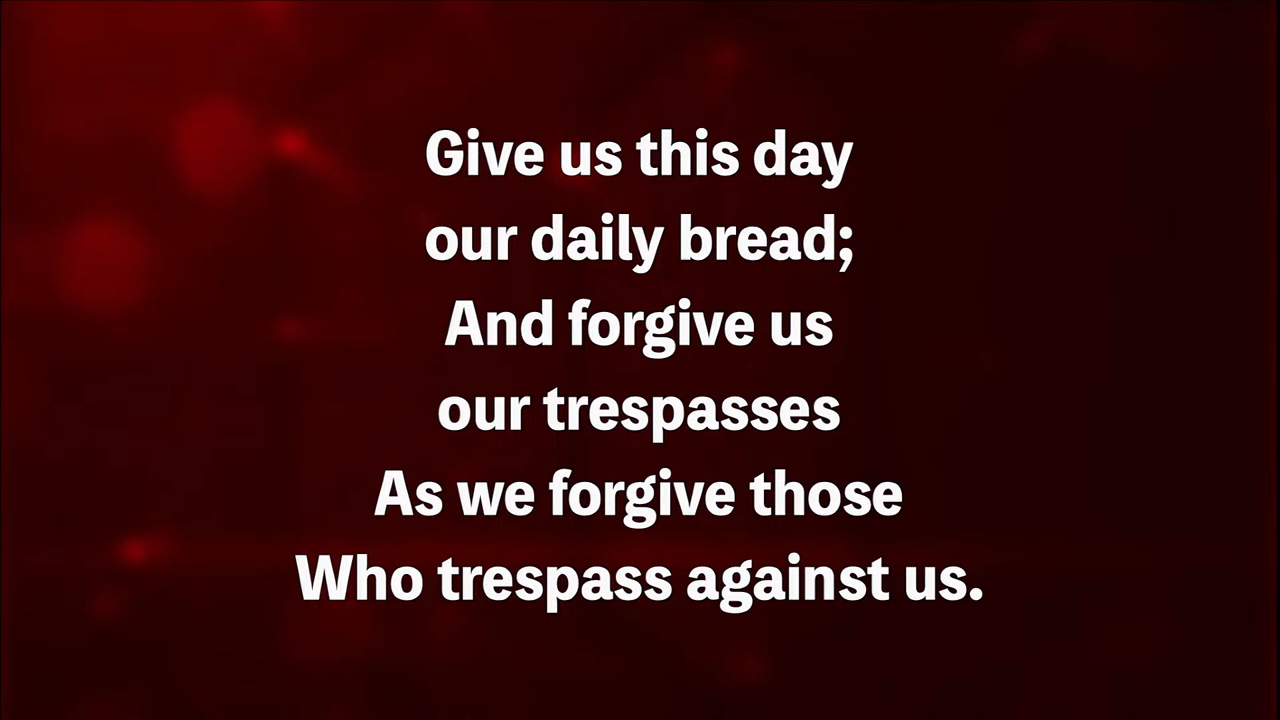 Give us this day
our daily bread;
And forgive us
our trespasses
As we forgive those
Who trespass against us.